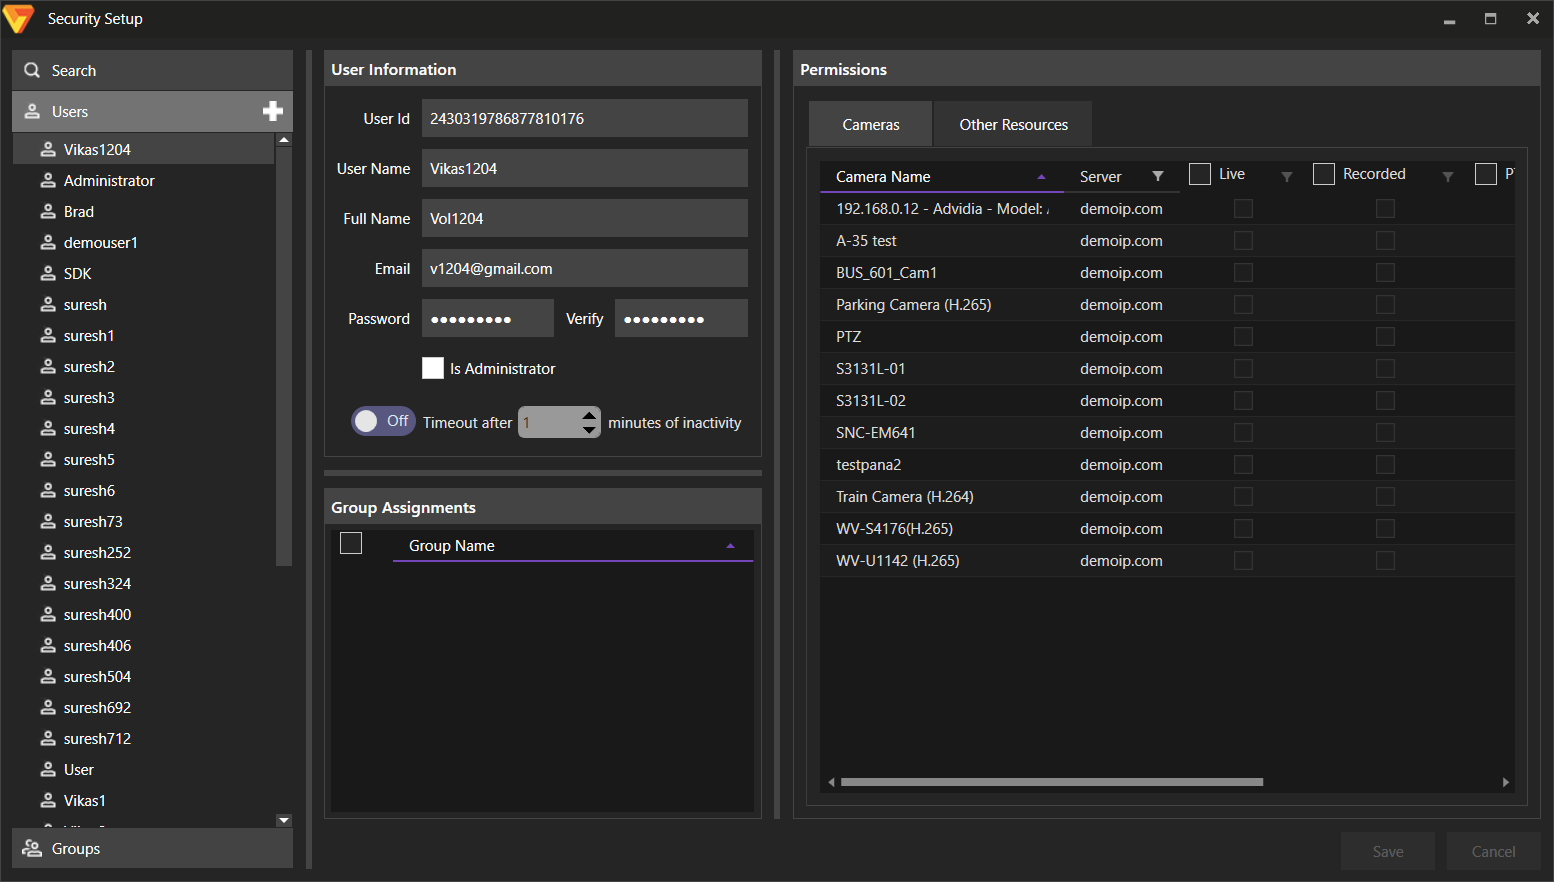 Security Setup
Search
Users
Vikas1204
Administrator
Brad
demouser1
SDK
suresh
suresh1
suresh2
suresh3
suresh4
suresh5
suresh6
suresh73
suresh252
suresh324
suresh400
suresh406
suresh504
suresh692
suresh712
User
Vikas1
Groups
User Information
User Id 2430319786877810176
User Name Vikas1204
Full Name Vol1204
Email v1204@gmail.com
Password ●●●●●●●●● Verify ●●●●●●●●●
Is Administrator
Off Timeout after 1 minutes of inactivity
Group Assignments
Group Name
Permissions
Cameras Other Resources
Camera Name Server Live Recorded
192.168.0.12 - Advidia - Model: demoip.com
A-35 test demoip.com
BUS_601_Cam1 demoip.com
Parking Camera (H.265) demoip.com
PTZ demoip.com
S3131L-01 demoip.com
S3131L-02 demoip.com
SNC-EM641 demoip.com
testpana2 demoip.com
Train Camera (H.264) demoip.com
WV-S4176(H.265) demoip.com
WV-U1142 (H.265) demoip.com
Save Cancel